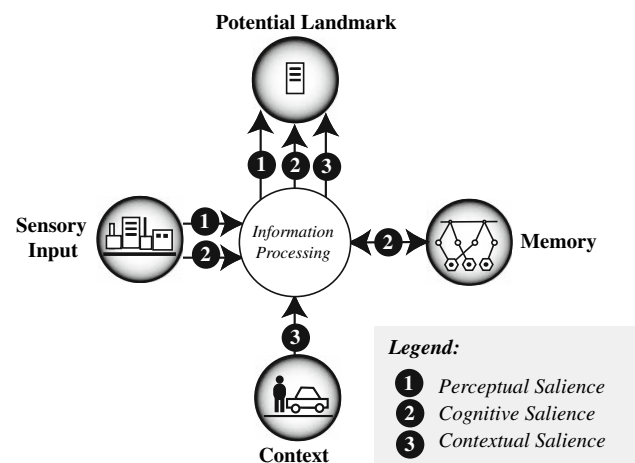 Potential Landmark
1 2 3
Sensory
Input
1
2
Information
Processing
2
Memory
3
Context
Legend:
1 Perceptual Salience
2 Cognitive Salience
3 Contextual Salience